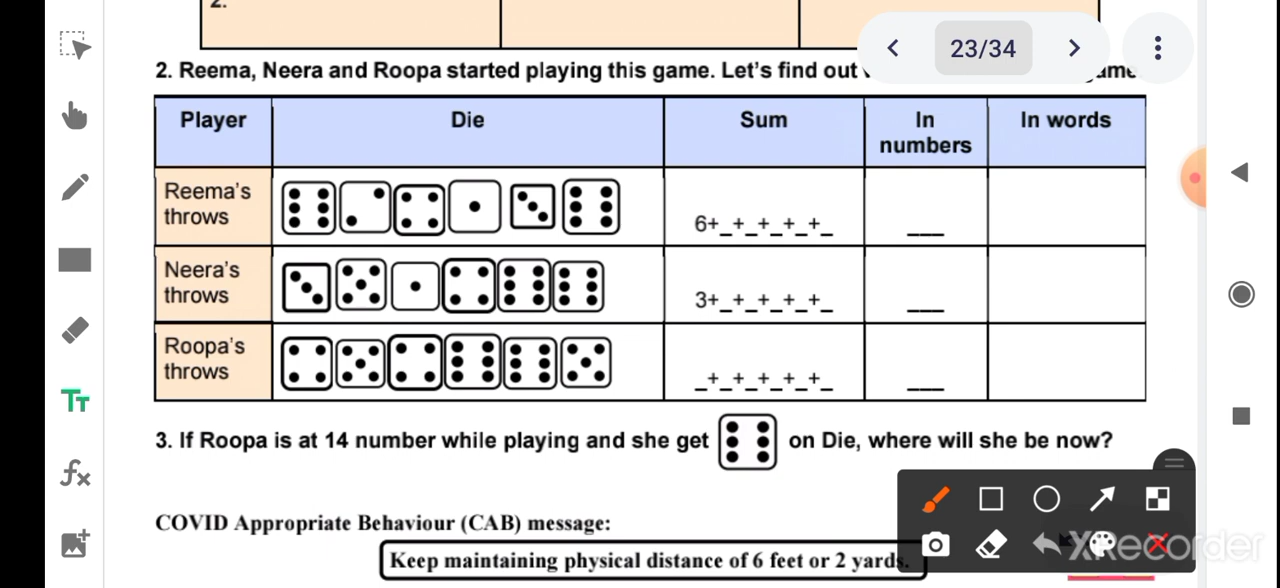 2.
23/34
2. Reema, Neera and Roopa started playing this game. Let's find out
Player Die Sum In numbers In words
Reema's throws 6+_+_+_+_+_ ___
Neera's throws 3+_+_+_+_+_ ___
Roopa's throws _+_+_+_+_+_ ___
3. If Roopa is at 14 number while playing and she get on Die, where will she be now?
COVID Appropriate Behaviour (CAB) message:
Keep maintaining physical distance of 6 feet or 2 yards.
TT
fx
XRecorder